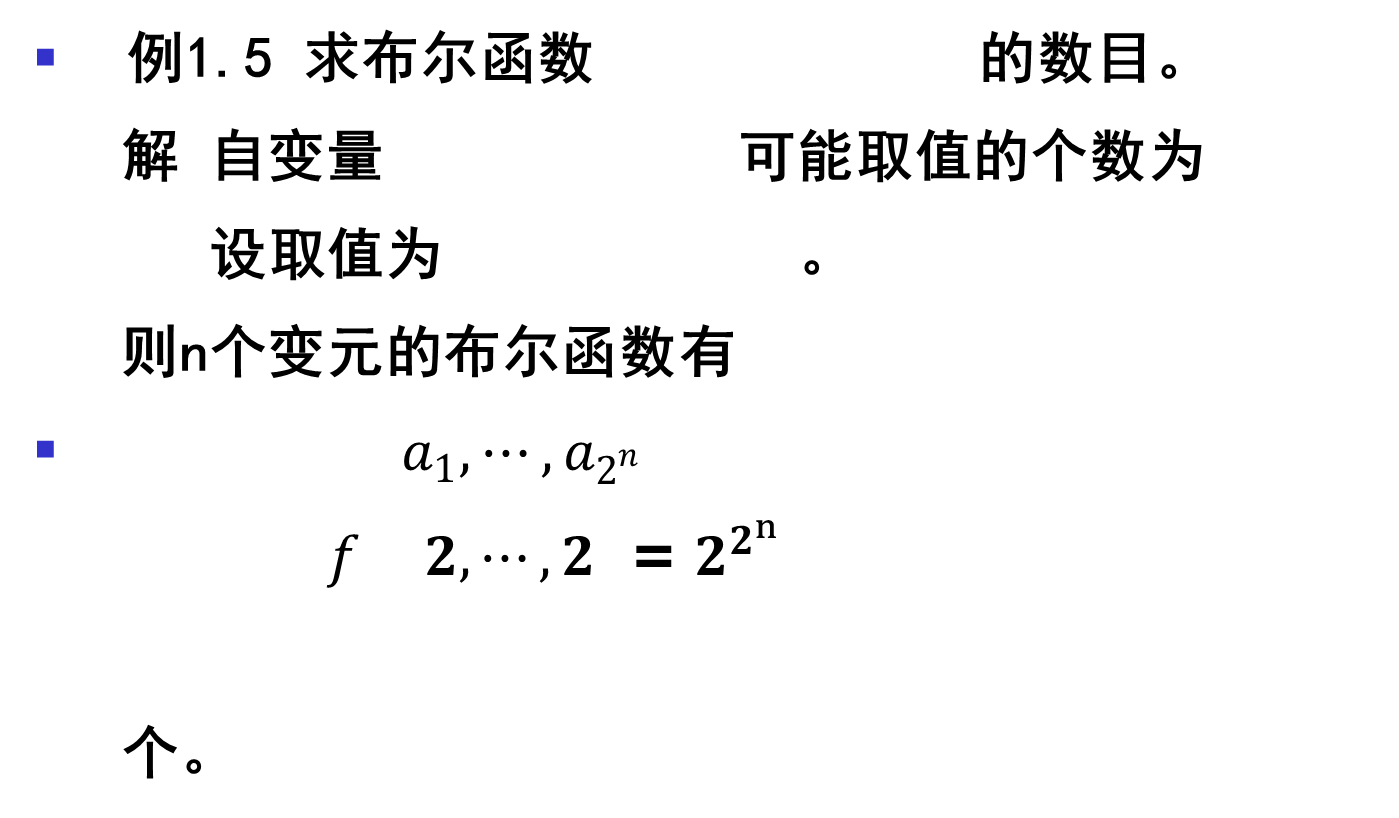 ▪ 例1.5 求布尔函数 的数目。
解 自变量 可能取值的个数为
设取值为 。
则n个变元的布尔函数有
▪ a₁,⋯,a_{2^n}
f 2,⋯,2 = 2^{2^n}
个。